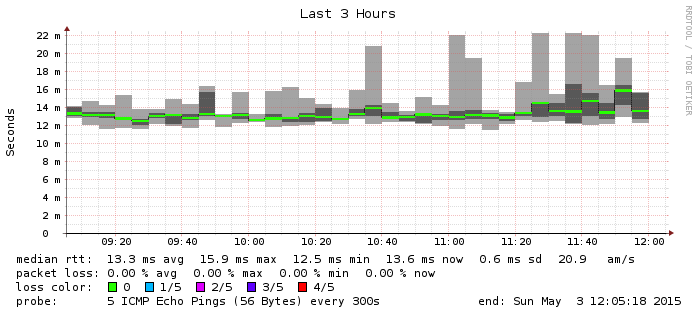 Last 3 Hours
RRDTOOL / TOBI OETIKER
Seconds
22 m
20 m
18 m
16 m
14 m
12 m
10 m
8 m
6 m
4 m
2 m
0
09:20 09:40 10:00 10:20 10:40 11:00 11:20 11:40 12:00
median rtt: 13.3 ms avg 15.9 ms max 12.5 ms min 13.6 ms now 0.6 ms sd 20.9 am/s
packet loss: 0.00 % avg 0.00 % max 0.00 % min 0.00 % now
loss color: 0 1/5 2/5 3/5 4/5
probe: 5 ICMP Echo Pings (56 Bytes) every 300s end: Sun May 3 12:05:18 2015